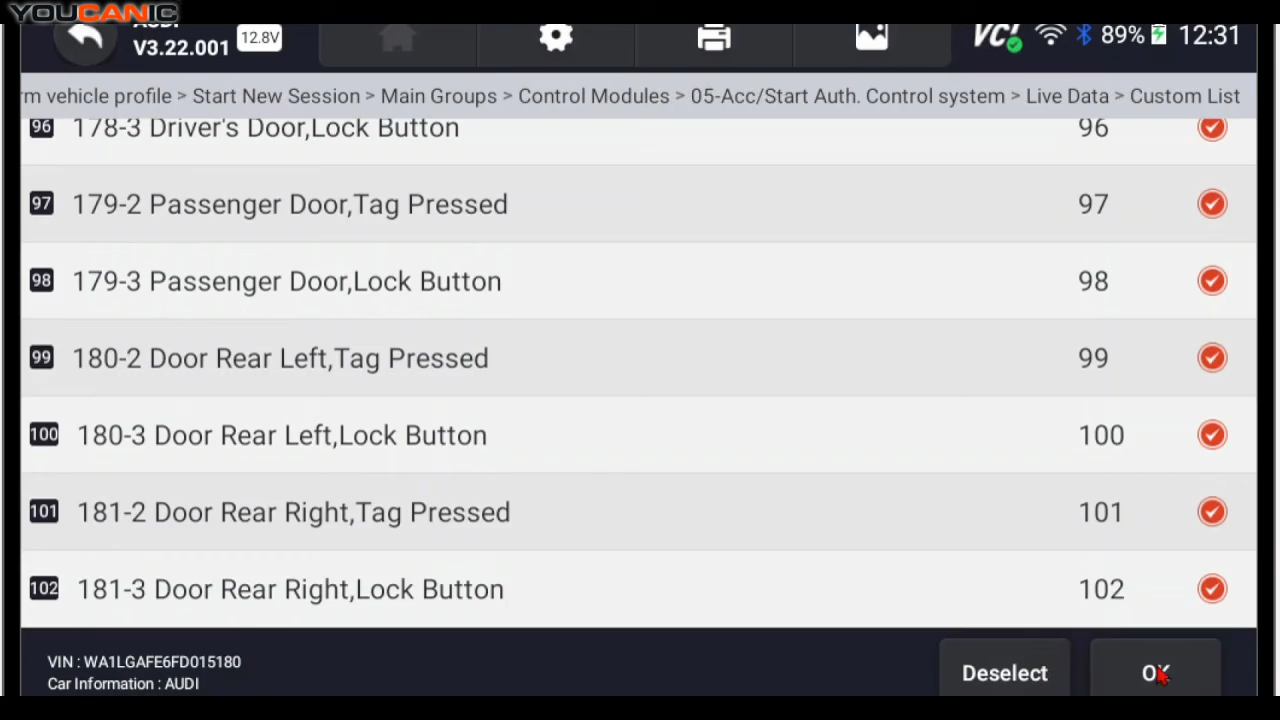 YOUCANIC
AUDI
V3.22.001
12.8V
VCI
89%
12:31
rm vehicle profile > Start New Session > Main Groups > Control Modules > 05-Acc/Start Auth. Control system > Live Data > Custom List
96 178-3 Driver's Door,Lock Button 96
97 179-2 Passenger Door,Tag Pressed 97
98 179-3 Passenger Door,Lock Button 98
99 180-2 Door Rear Left,Tag Pressed 99
100 180-3 Door Rear Left,Lock Button 100
101 181-2 Door Rear Right,Tag Pressed 101
102 181-3 Door Rear Right,Lock Button 102
VIN : WA1LGAFE6FD015180
Car Information : AUDI
Deselect
OK